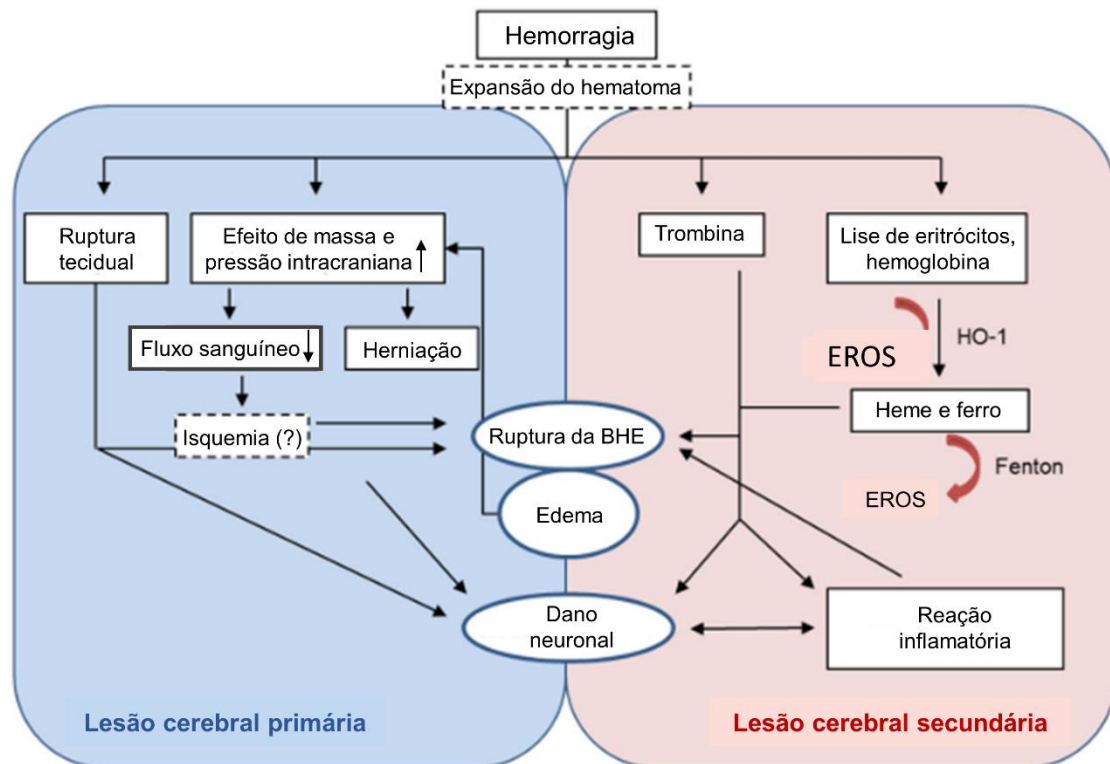 Hemorragia
Expansão do hematoma
Ruptura
tecidual
Efeito de massa e
pressão intracraniana
Trombina
Lise de eritrócitos,
hemoglobina
Fluxo sanguíneo
Herniação
EROS
HO-1
Isquemia (?)
Ruptura da BHE
Heme e ferro
Fenton
EROS
Edema
Dano
neuronal
Reação
inflamatória
Lesão cerebral primária
Lesão cerebral secundária